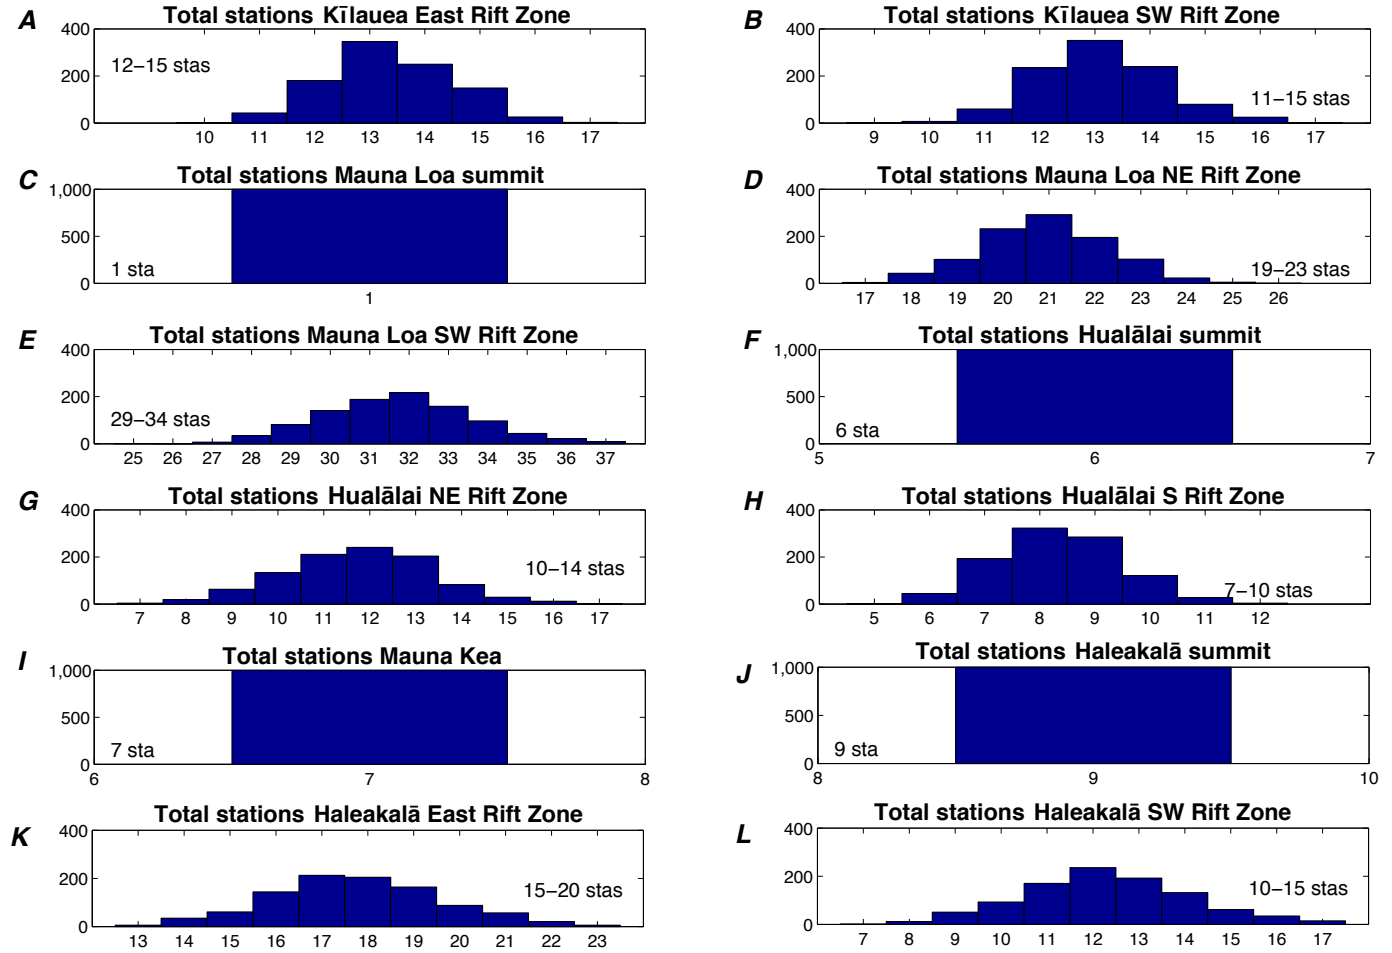 A
Total stations Kīlauea East Rift Zone
400
200
0
12–15 stas
10 11 12 13 14 15 16 17
B
Total stations Kīlauea SW Rift Zone
400
200
0
11–15 stas
9 10 11 12 13 14 15 16 17
C
Total stations Mauna Loa summit
1,000
500
0
1 sta
1
D
Total stations Mauna Loa NE Rift Zone
400
200
0
19–23 stas
17 18 19 20 21 22 23 24 25 26
E
Total stations Mauna Loa SW Rift Zone
400
200
0
29–34 stas
25 26 27 28 29 30 31 32 33 34 35 36 37
F
Total stations Hualālai summit
1,000
500
0
6 sta
5 6 7
G
Total stations Hualālai NE Rift Zone
400
200
0
10–14 stas
7 8 9 10 11 12 13 14 15 16 17
H
Total stations Hualālai S Rift Zone
400
200
0
7–10 stas
5 6 7 8 9 10 11 12
I
Total stations Mauna Kea
1,000
500
0
7 sta
6 7 8
J
Total stations Haleakalā summit
1,000
500
0
9 sta
8 9 10
K
Total stations Haleakalā East Rift Zone
400
200
0
15–20 stas
13 14 15 16 17 18 19 20 21 22 23
L
Total stations Haleakalā SW Rift Zone
400
200
0
10–15 stas
7 8 9 10 11 12 13 14 15 16 17